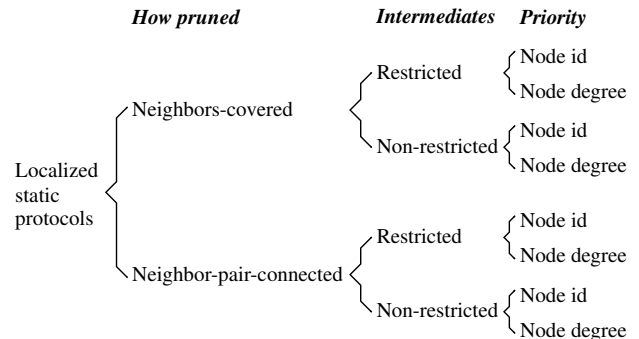 How pruned Intermediates Priority
Node id
Restricted
Node degree
Neighbors-covered
Node id
Non-restricted
Node degree
Localized
static
protocols
Node id
Restricted
Node degree
Neighbor-pair-connected
Node id
Non-restricted
Node degree